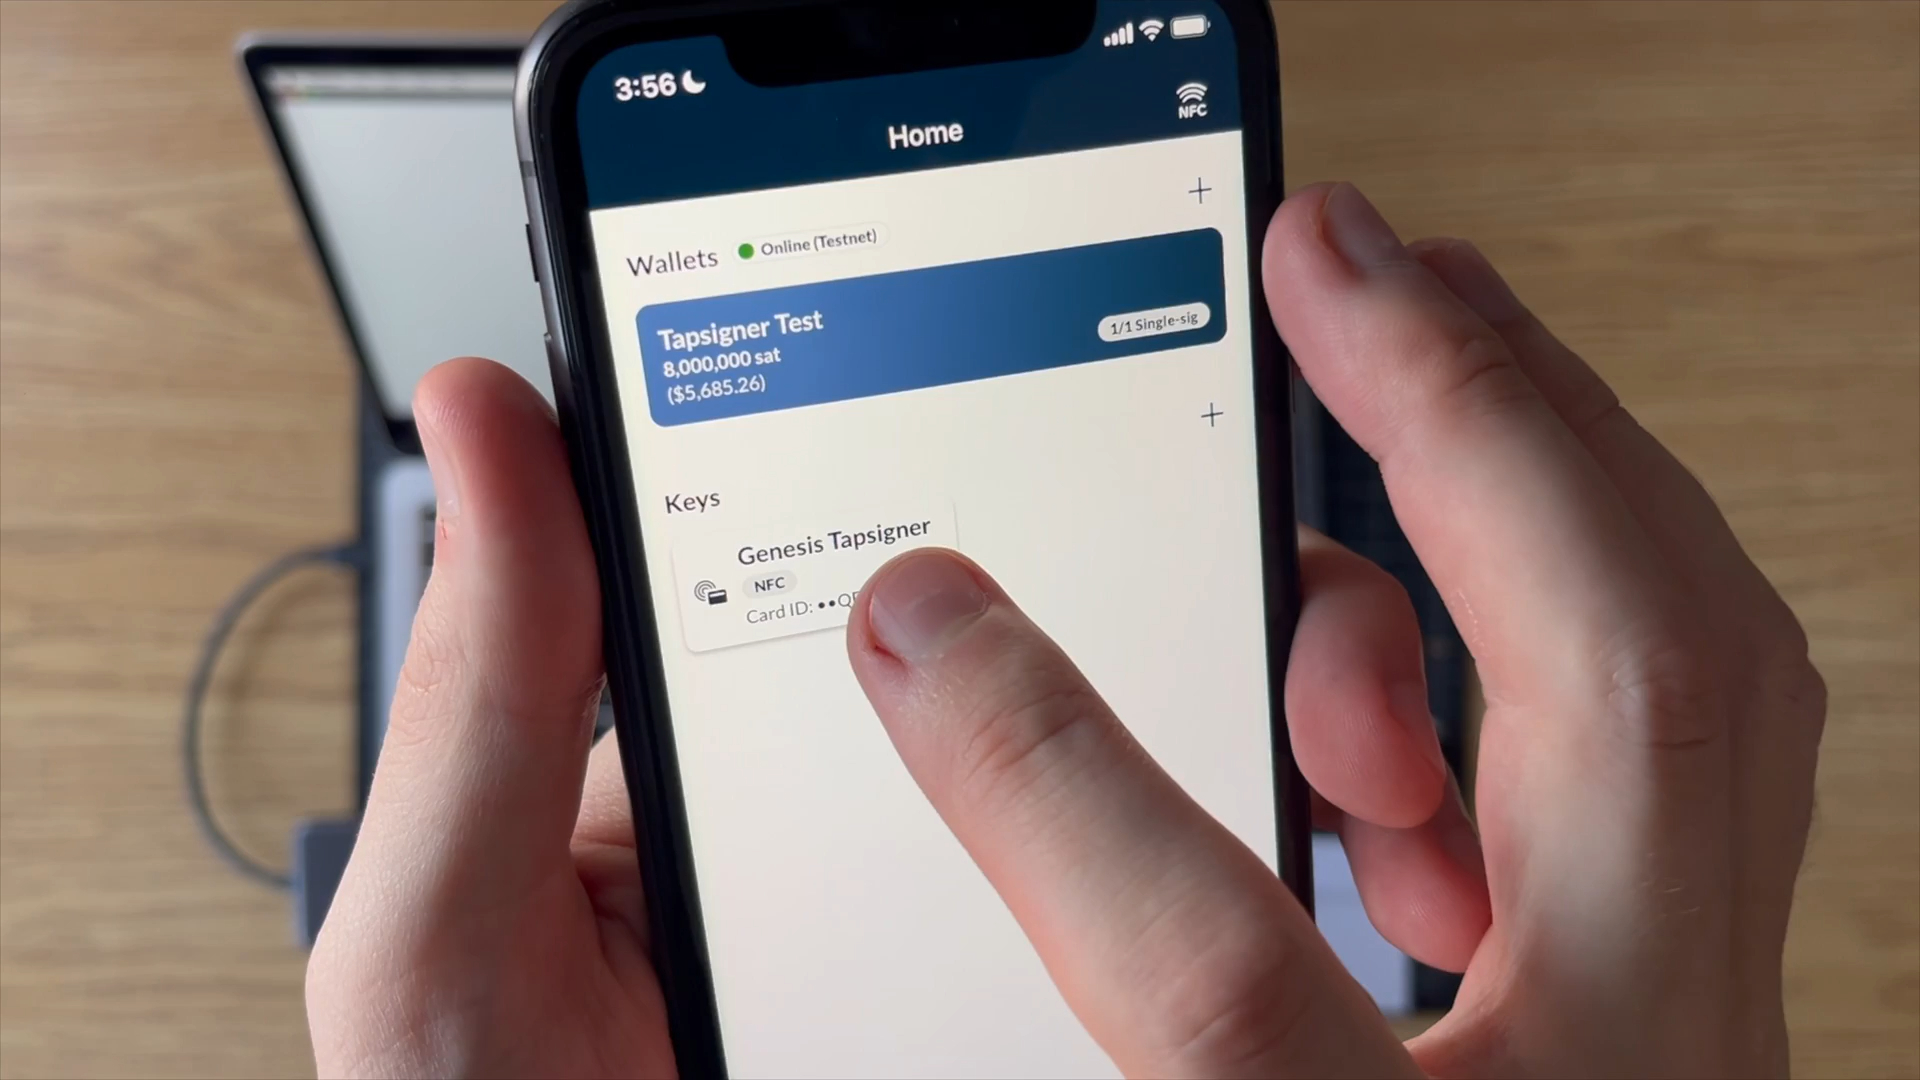 3:56
NFC
Home
Wallets
Online (Testnet)
Tapsigner Test
8,000,000 sat
($5,685.26)
1/1 Single-sig
Keys
Genesis Tapsigner
NFC
Card ID: ••